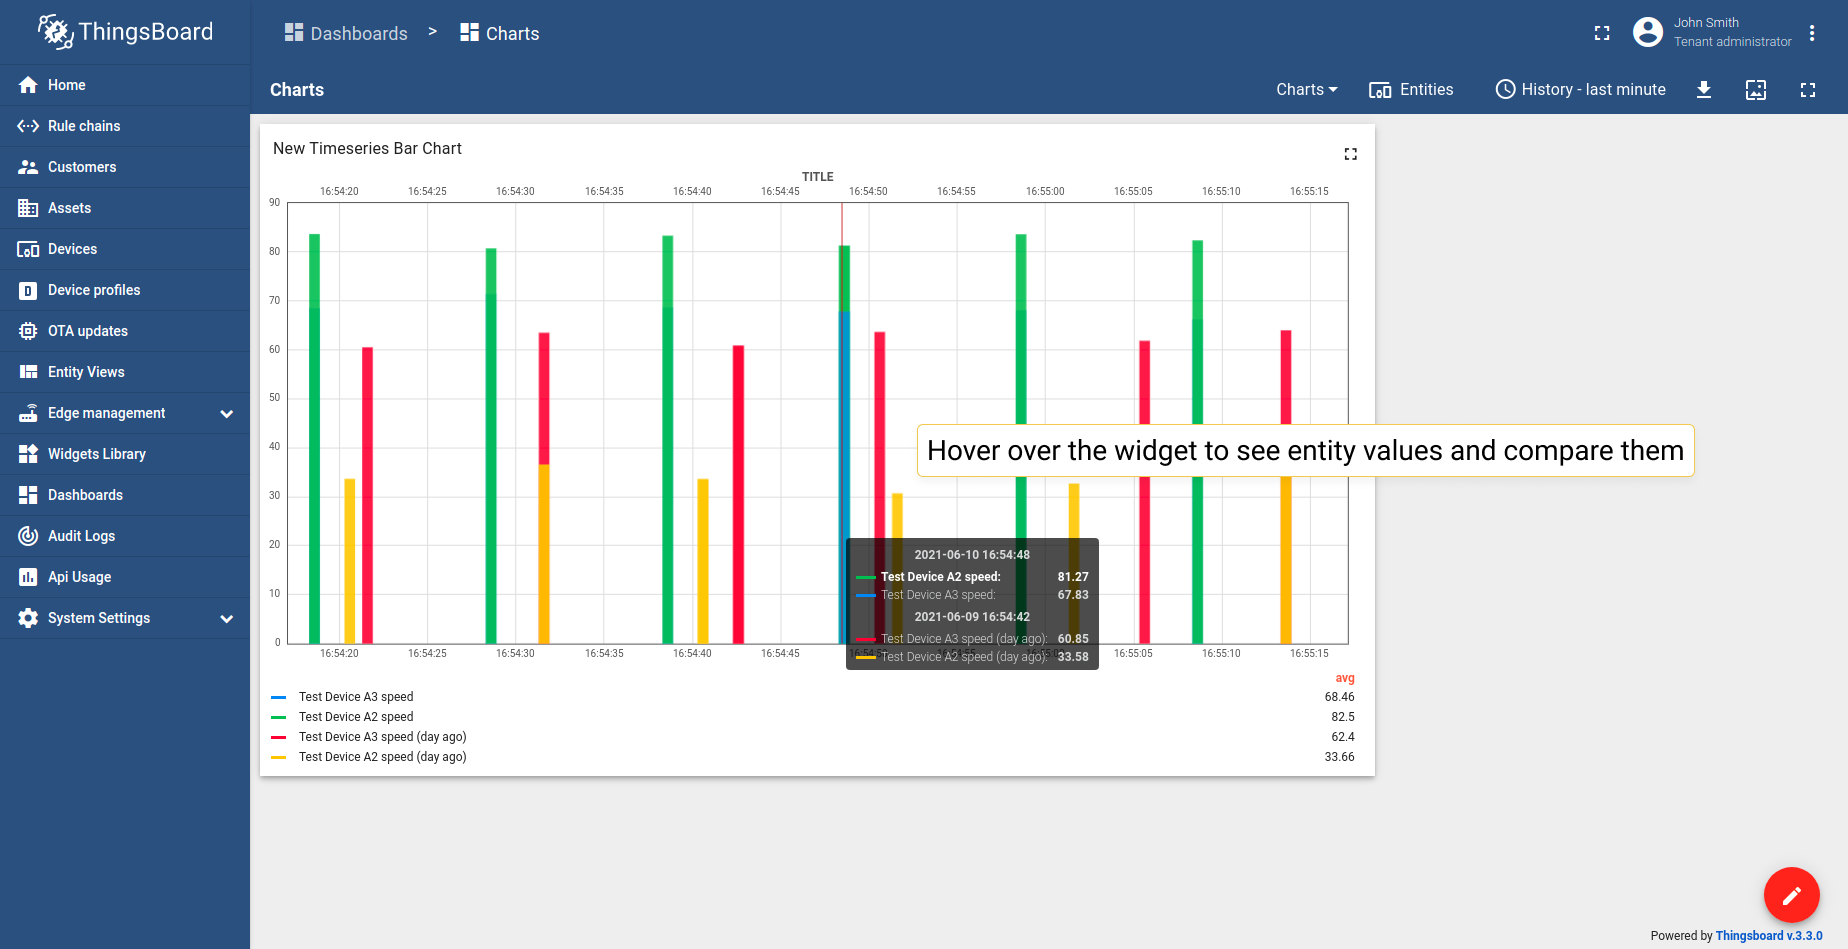 ThingsBoard
Dashboards > Charts
John Smith
Tenant administrator
Home
Rule chains
Customers
Assets
Devices
Device profiles
OTA updates
Entity Views
Edge management
Widgets Library
Dashboards
Audit Logs
Api Usage
System Settings
Charts
Charts Entities History - last minute
New Timeseries Bar Chart
TITLE
16:54:20 16:54:25 16:54:30 16:54:35 16:54:40 16:54:45 16:54:50 16:54:55 16:55:00 16:55:05 16:55:10 16:55:15
90
80
70
60
50
40
30
20
10
0
Hover over the widget to see entity values and compare them
2021-06-10 16:54:48
Test Device A2 speed: 81.27
Test Device A3 speed: 67.83
2021-06-09 16:54:42
Test Device A3 speed (day ago): 60.85
Test Device A2 speed (day ago): 33.58
16:54:20 16:54:25 16:54:30 16:54:35 16:54:40 16:54:45 16:55:05 16:55:10 16:55:15
avg
Test Device A3 speed 68.46
Test Device A2 speed 82.5
Test Device A3 speed (day ago) 62.4
Test Device A2 speed (day ago) 33.66
Powered by Thingsboard v.3.3.0